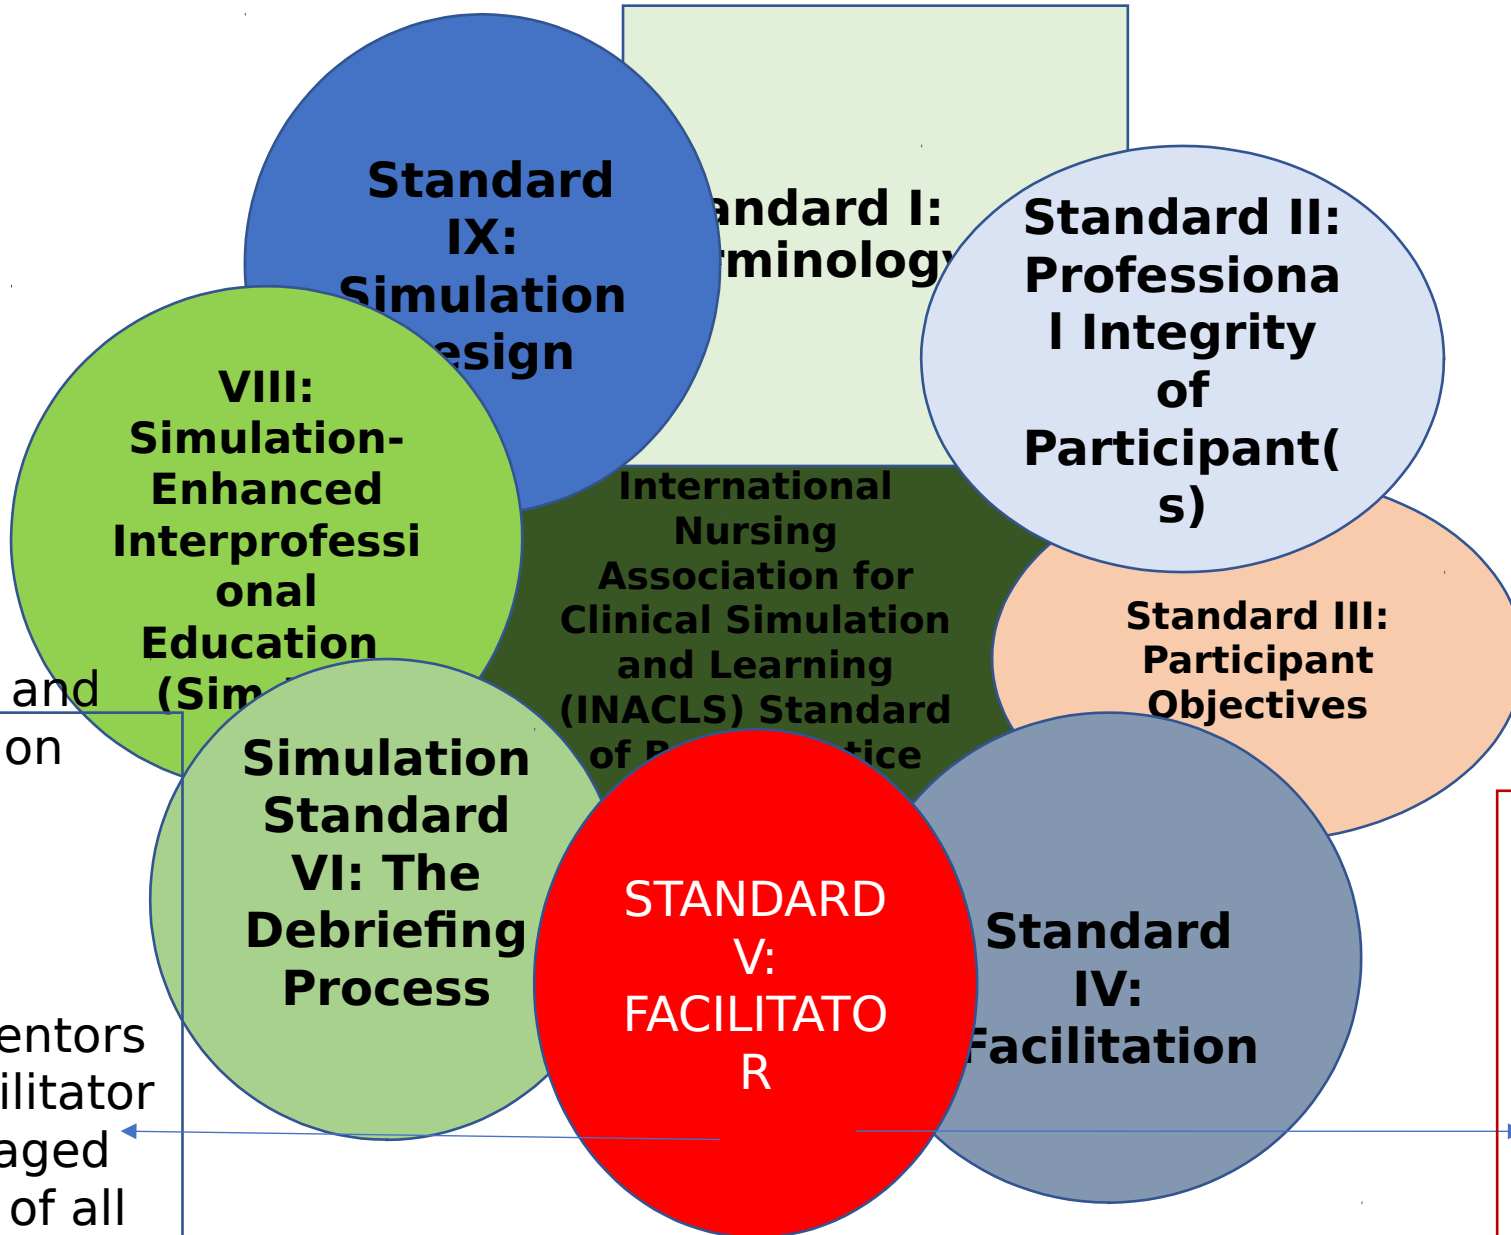 Standard
IX:
Simulation
esign
andard I:
rminology
Standard II:
Professiona
l Integrity
of
Participant(
s)
VIII:
Simulation-
Enhanced
Interprofessi
onal
Education
(Sim
International
Nursing
Association for
Clinical Simulation
and Learning
(INACLS) Standard
of B tice
Standard III:
Participant
Objectives
and
on
Simulation
Standard
VI: The
Debriefing
Process
STANDARD
V:
FACILITATO
R
Standard
IV:
Facilitation
entors
ilitator
aged
of all